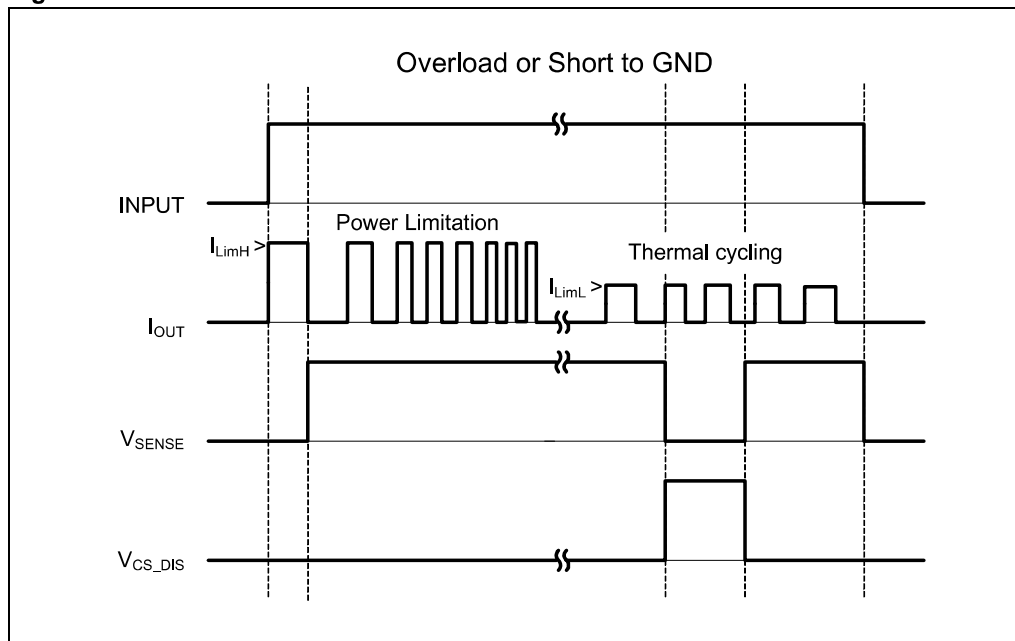 Overload or Short to GND
INPUT
Power Limitation
I_LimH >
Thermal cycling
I_LimL >
I_OUT
V_SENSE
V_CS_DIS